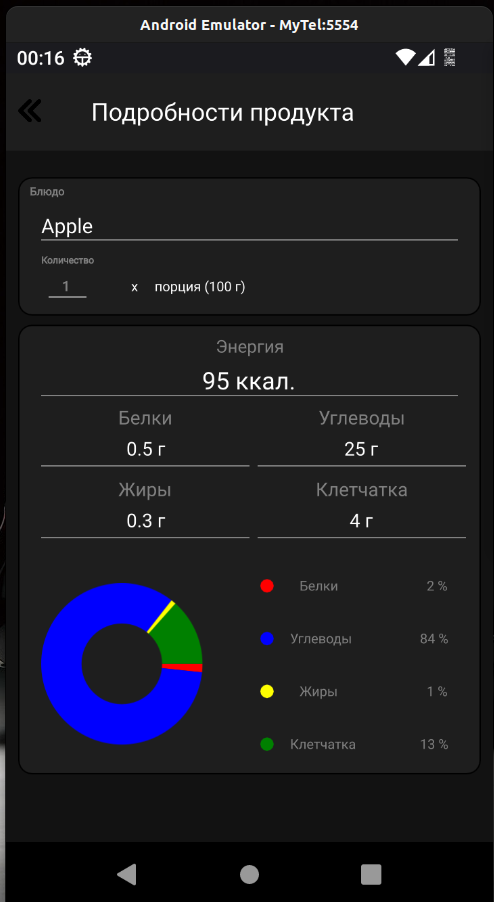 Android Emulator - MyTel:5554
00:16
Подробности продукта
Блюдо
Apple
Количество
1 x порция (100 г)
Энергия
95 ккал.
Белки Углеводы
0.5 г 25 г
Жиры Клетчатка
0.3 г 4 г
Белки 2 %
Углеводы 84 %
Жиры 1 %
Клетчатка 13 %